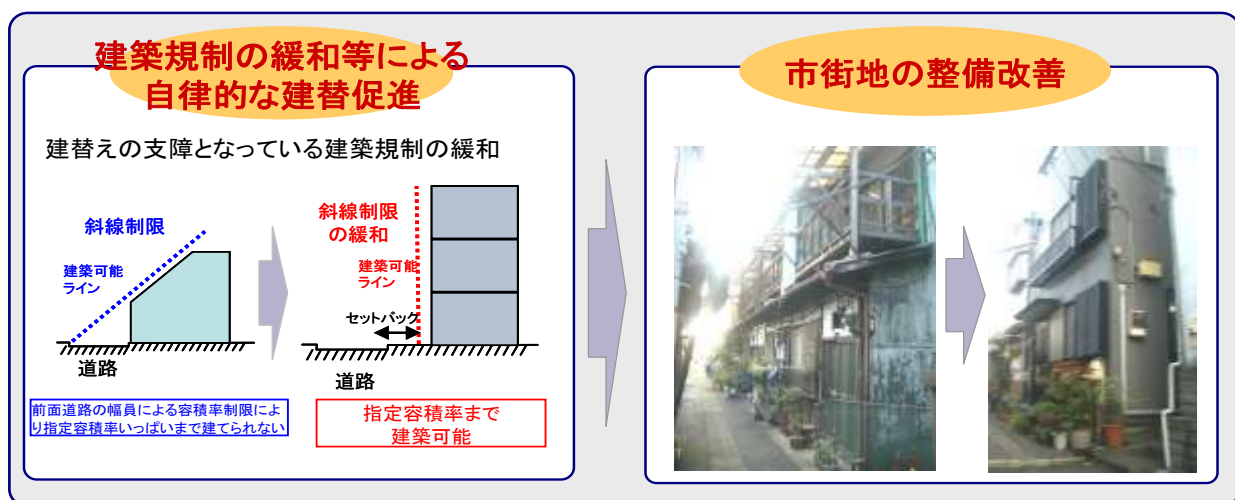 建築規制の緩和等による
自律的な建替促進
建替えの支障となっている建築規制の緩和
斜線制限
建築可能
ライン
道路
前面道路の幅員による容積率制限によ
り指定容積率いっぱいまで建てられない
斜線制限
の緩和
建築可能
ライン
セットバック
道路
指定容積率まで
建築可能
市街地の整備改善